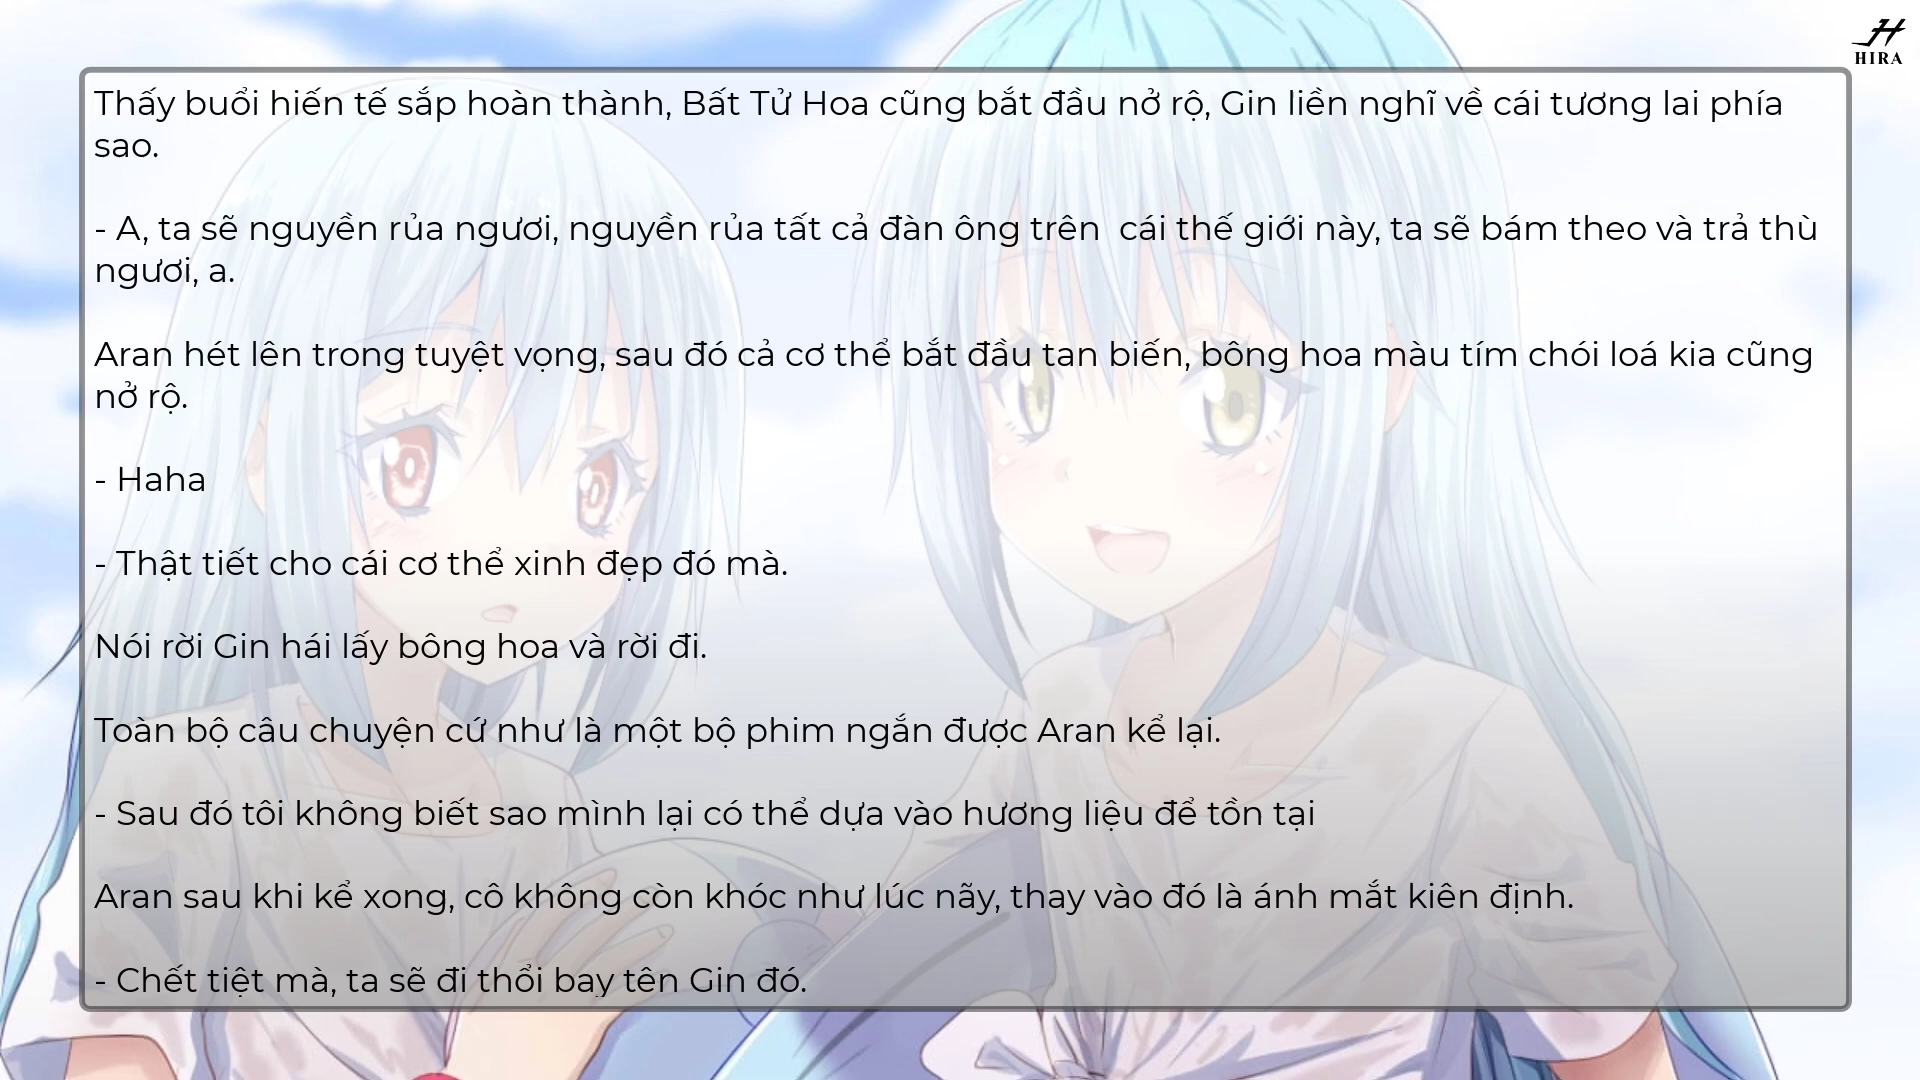 HIRA
Thấy buổi hiến tế sắp hoàn thành, Bất Tử Hoa cũng bắt đầu nở rộ, Gin liền nghĩ về cái tương lai phía
sao.
- A, ta sẽ nguyền rủa ngươi, nguyền rủa tất cả đàn ông trên  cái thế giới này, ta sẽ bám theo và trả thù
ngươi, a.
Aran hét lên trong tuyệt vọng, sau đó cả cơ thể bắt đầu tan biến, bông hoa màu tím chói loá kia cũng
nở rộ.
- Haha
- Thật tiết cho cái cơ thể xinh đẹp đó mà.
Nói rời Gin hái lấy bông hoa và rời đi.
Toàn bộ câu chuyện cứ như là một bộ phim ngắn được Aran kể lại.
- Sau đó tôi không biết sao mình lại có thể dựa vào hương liệu để tồn tại
Aran sau khi kể xong, cô không còn khóc như lúc nãy, thay vào đó là ánh mắt kiên định.
- Chết tiệt mà, ta sẽ đi thổi bay tên Gin đó.